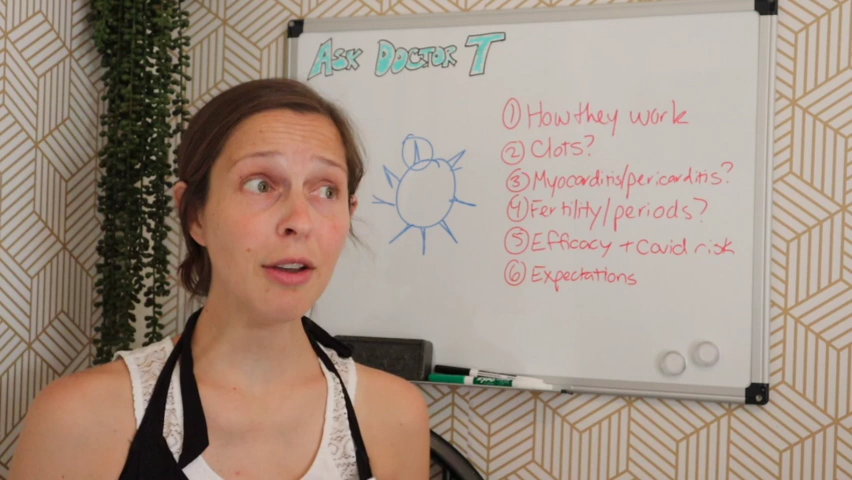 ASK DOCTOR T
① How they work
② Clots?
③ Myocarditis/pericarditis?
④ Fertility/periods?
⑤ Efficacy + Covid risk
⑥ Expectations